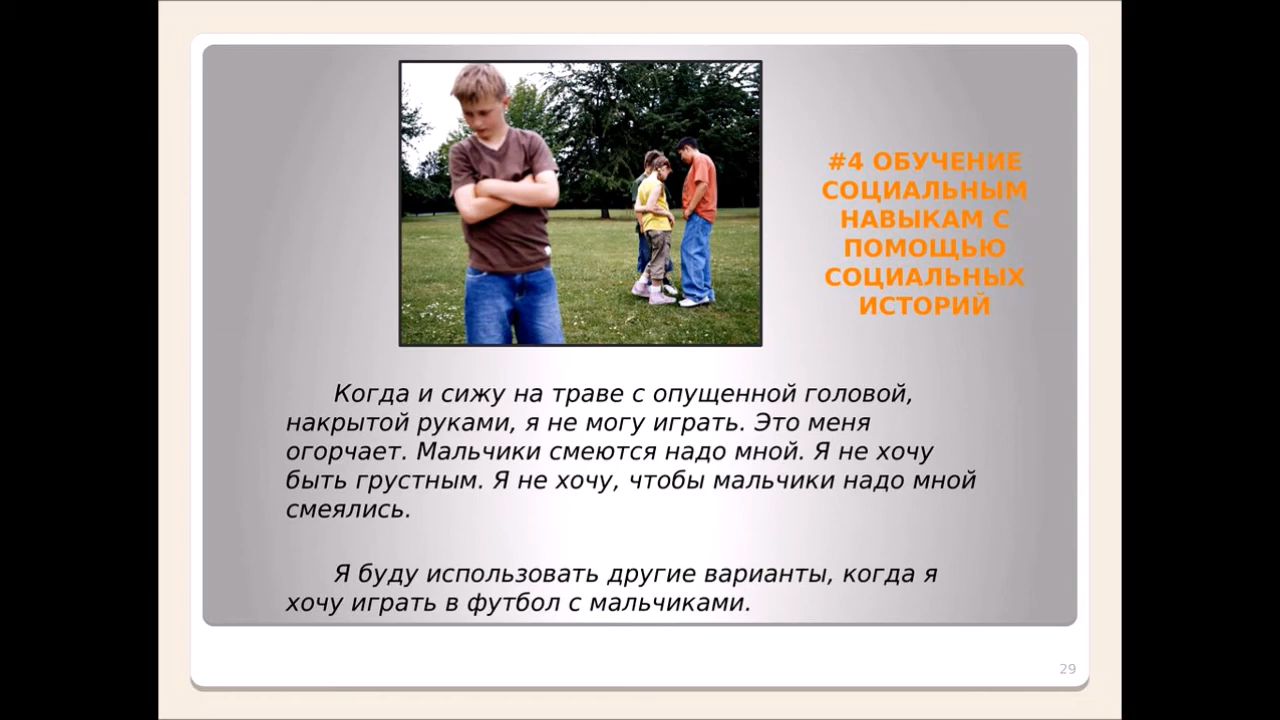 #4 ОБУЧЕНИЕ
СОЦИАЛЬНЫМ
НАВЫКАМ С
ПОМОЩЬЮ
СОЦИАЛЬНЫХ
ИСТОРИЙ
Когда и сижу на траве с опущенной головой,
накрытой руками, я не могу играть. Это меня
огорчает. Мальчики смеются надо мной. Я не хочу
быть грустным. Я не хочу, чтобы мальчики надо мной
смеялись.
Я буду использовать другие варианты, когда я
хочу играть в футбол с мальчиками.
29